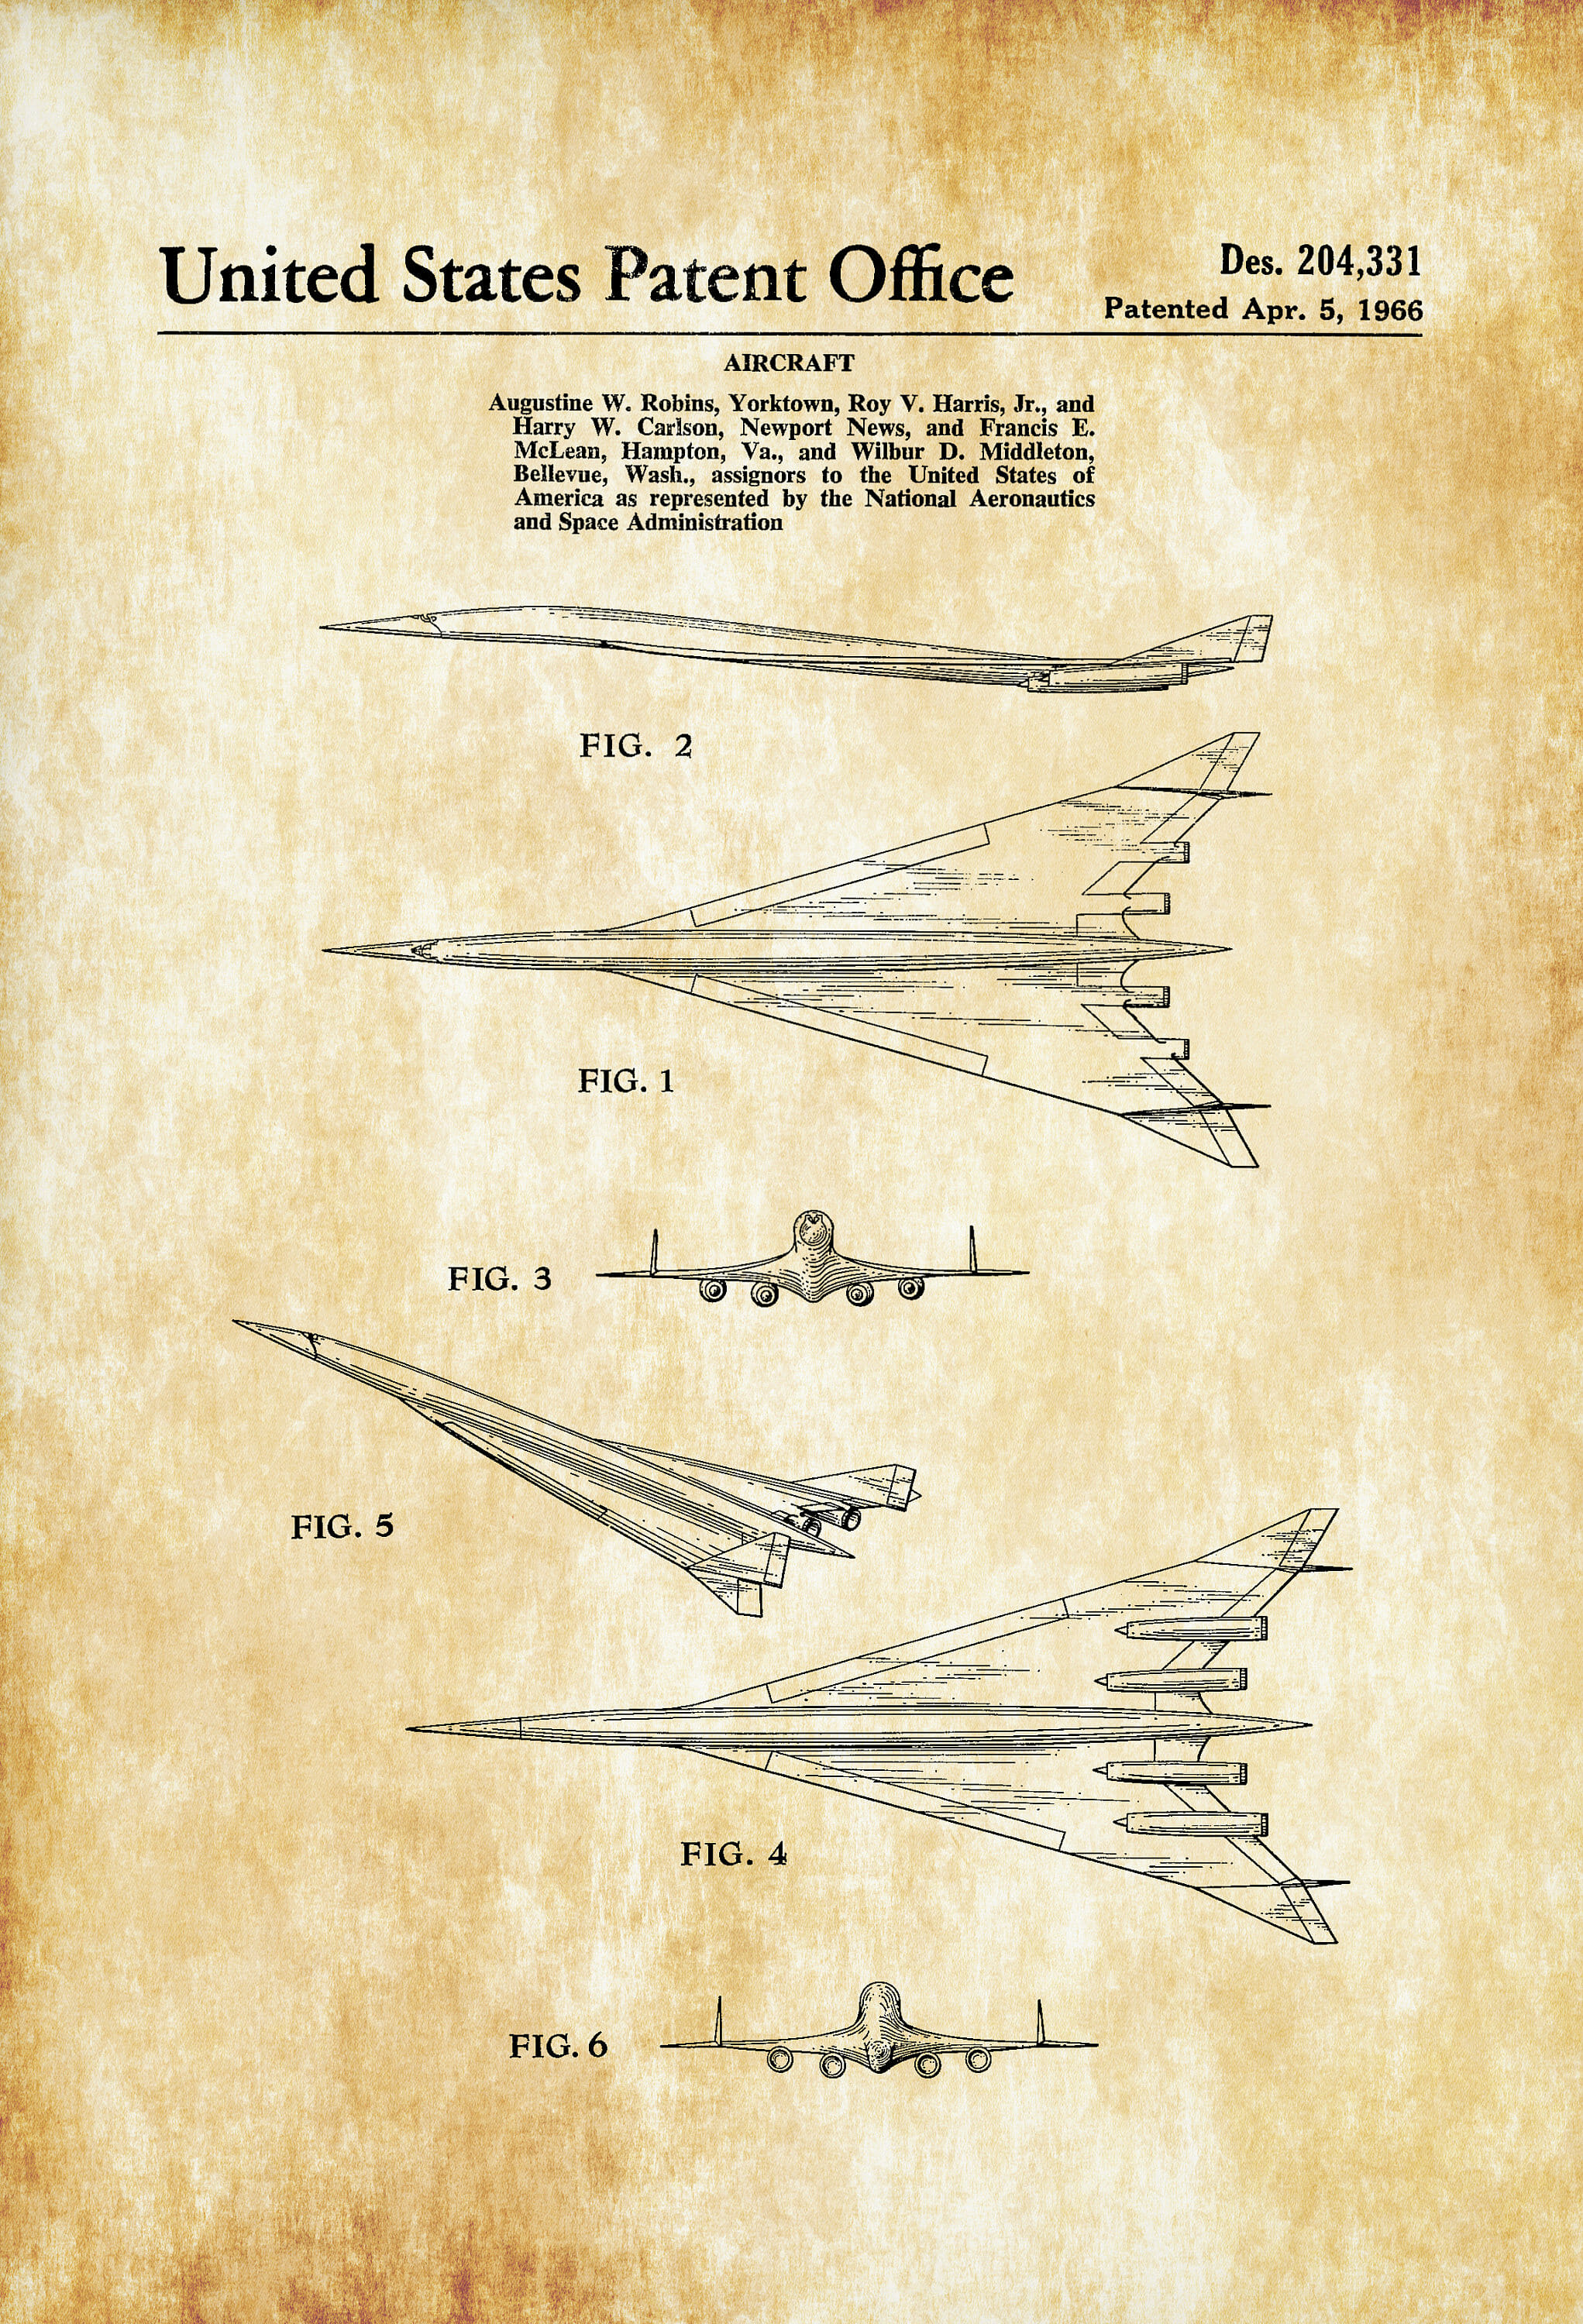 United States Patent Office
Des. 204,331
Patented Apr. 5, 1966
AIRCRAFT
Augustine W. Robins, Yorktown, Roy V. Harris, Jr., and
Harry W. Carlson, Newport News, and Francis E.
McLean, Hampton, Va., and Wilbur D. Middleton,
Bellevue, Wash., assignors to the United States of
America as represented by the National Aeronautics
and Space Administration
FIG. 2
FIG. 1
FIG. 3
FIG. 5
FIG. 4
FIG. 6